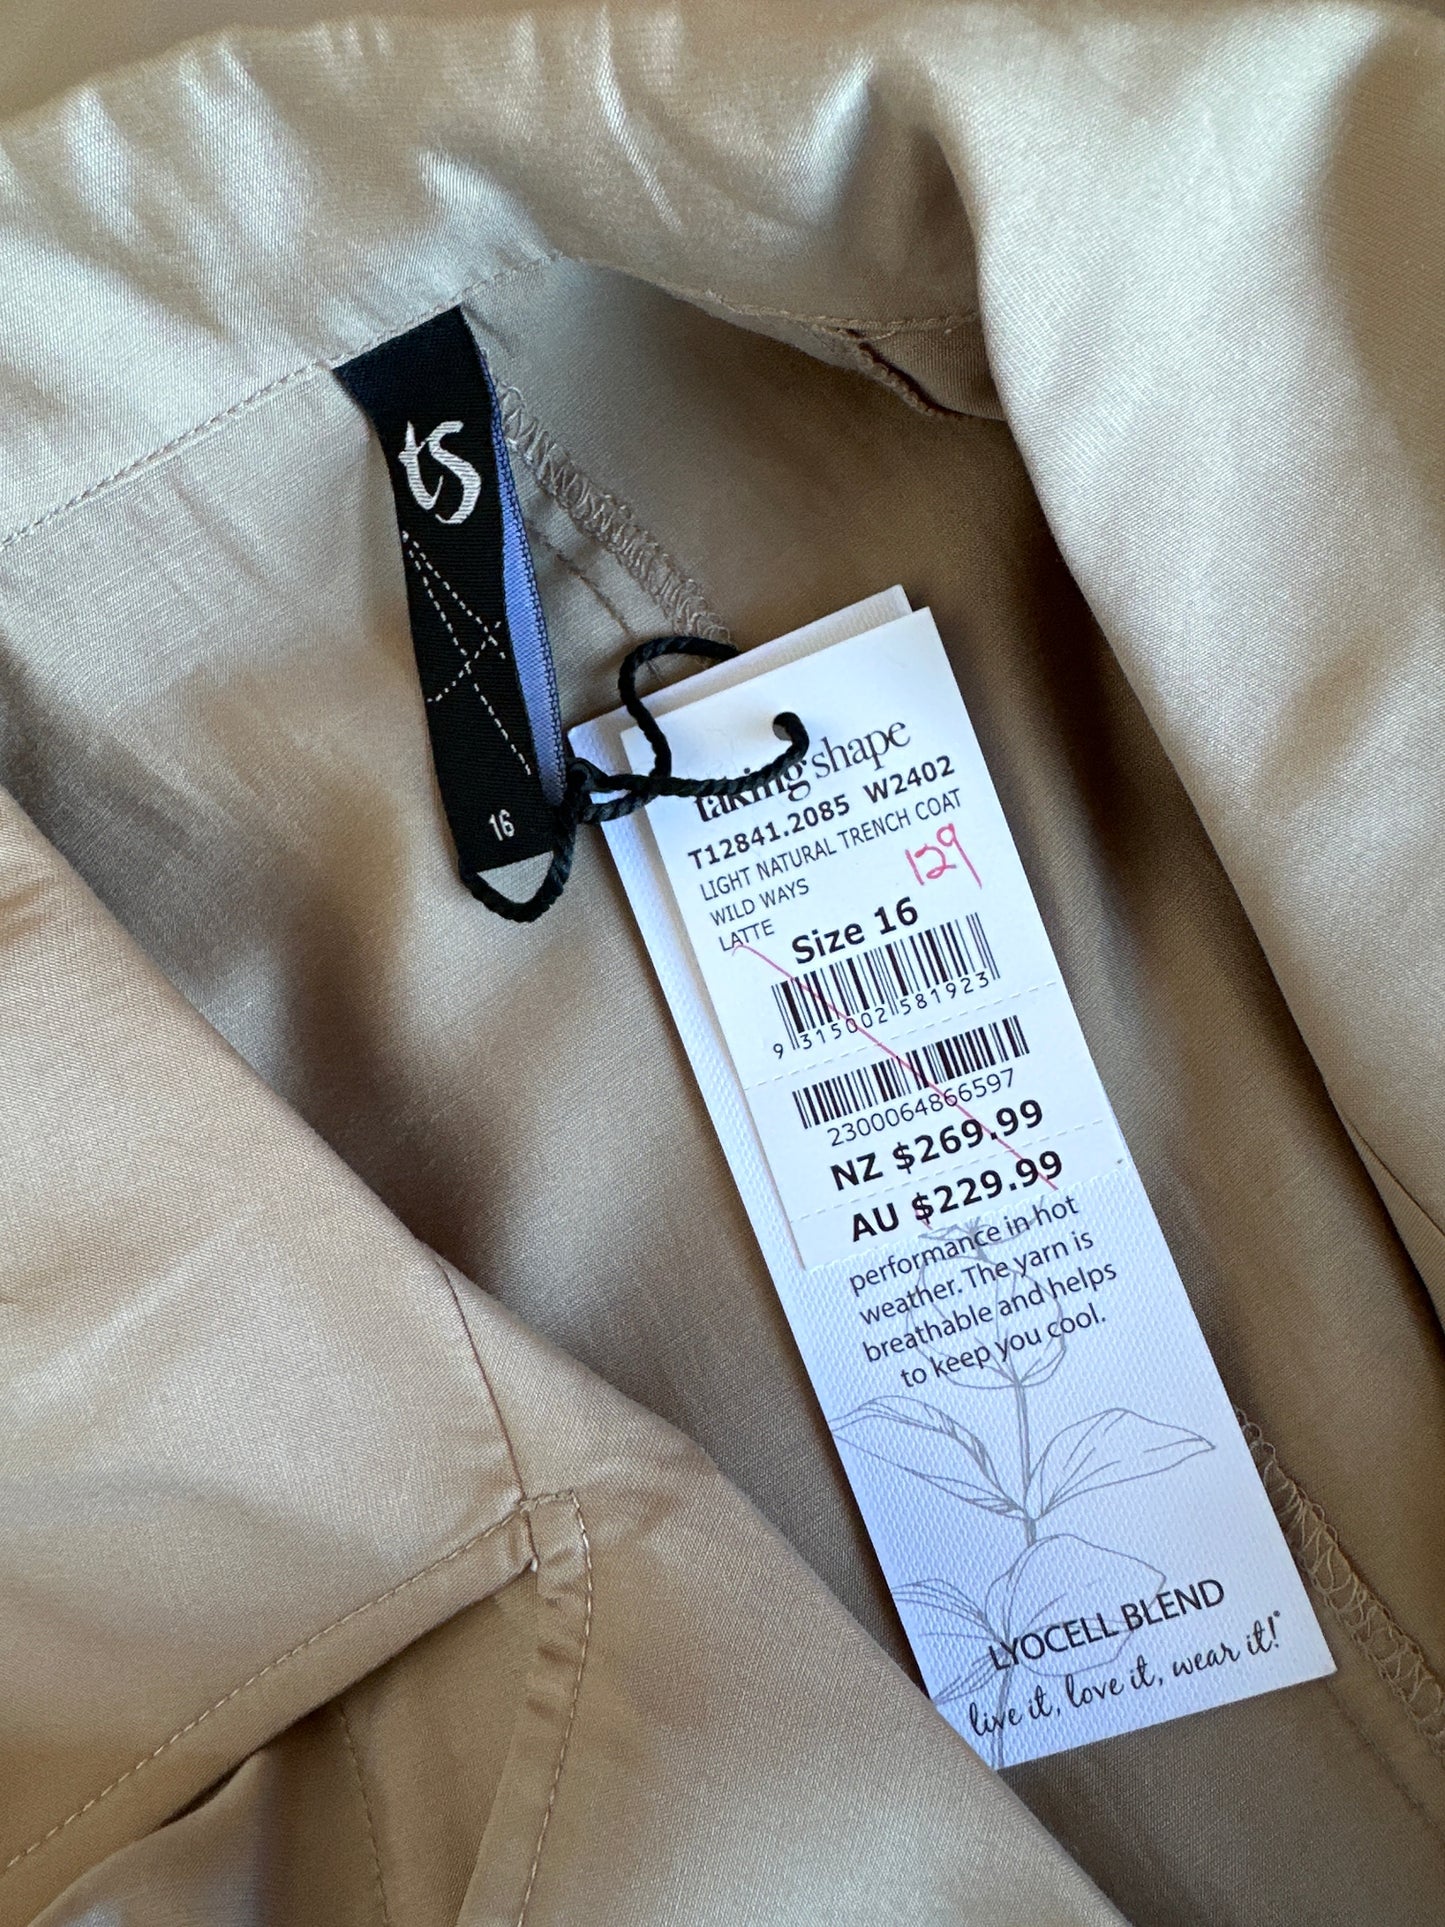 ts
16
taking shape
T12841.2085 W2402
LIGHT NATURAL TRENCH COAT
129
WILD WAYS
LATTE
Size 16
9 315002 581923
2300064866597
NZ $269.99
AU $229.99
performance in hot
weather. The yarn is
breathable and helps
to keep you cool.
LYOCELL BLEND
live it, love it, wear it!